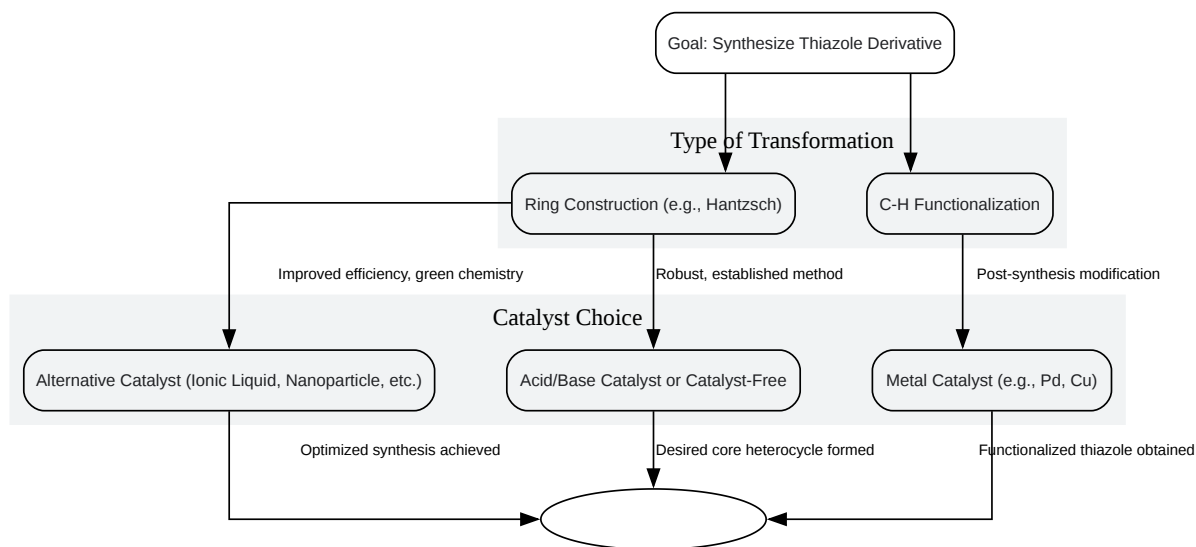 Goal: Synthesize Thiazole Derivative
Type of Transformation
Ring Construction (e.g., Hantzsch)
C-H Functionalization
Improved efficiency, green chemistry
Robust, established method
Post-synthesis modification
Catalyst Choice
Alternative Catalyst (Ionic Liquid, Nanoparticle, etc.)
Acid/Base Catalyst or Catalyst-Free
Metal Catalyst (e.g., Pd, Cu)
Optimized synthesis achieved
Desired core heterocycle formed
Functionalized thiazole obtained